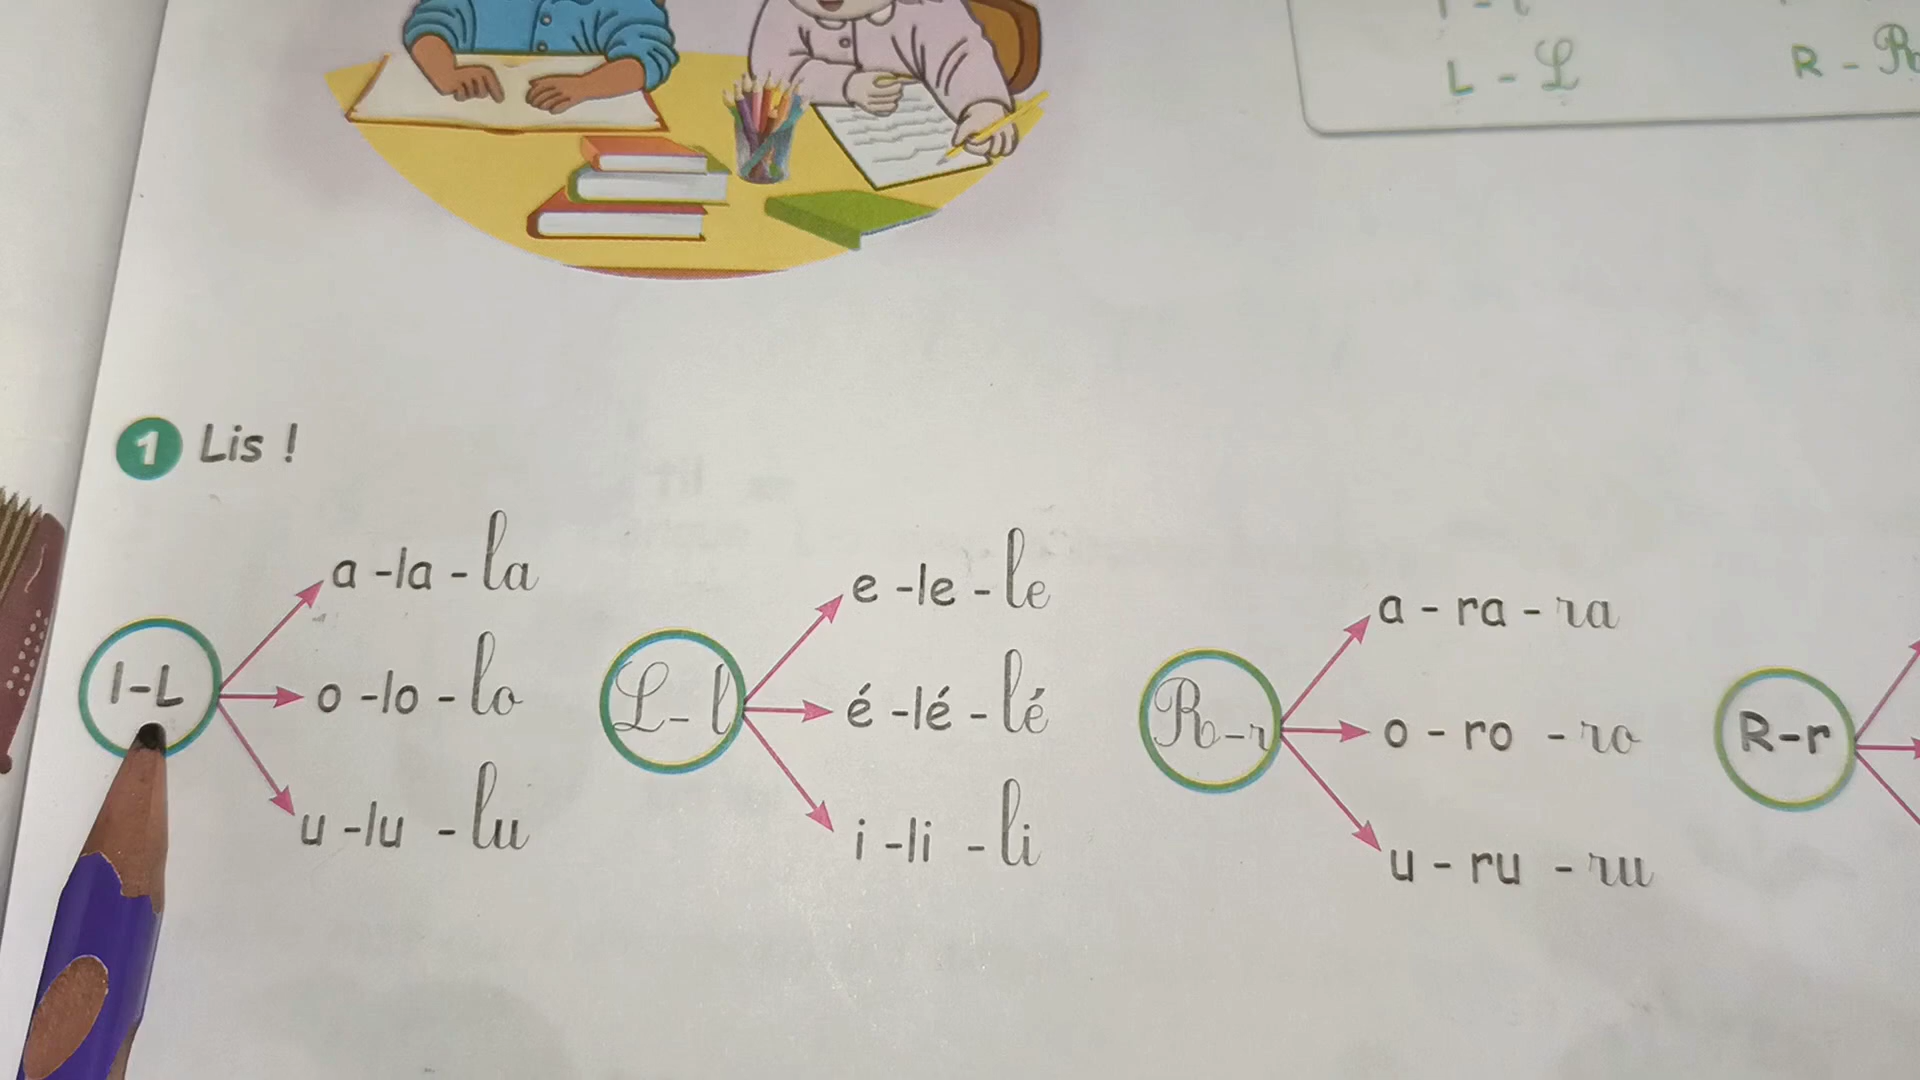 L - L
R - R
1 Lis !
l-L
a -la - la
o -lo - lo
u -lu - lu
L- l
e -le - le
é -lé - lé
i -li - li
R-r
a - ra - ra
o - ro - ro
u - ru - ru
R-r